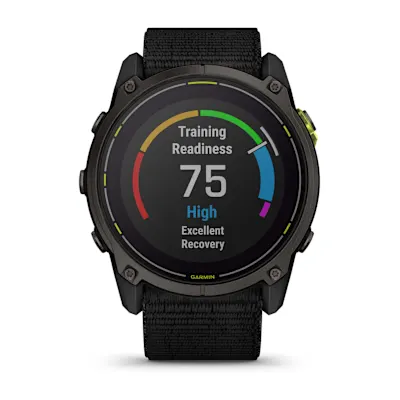 Training
Readiness
75
High
Excellent
Recovery
GARMIN